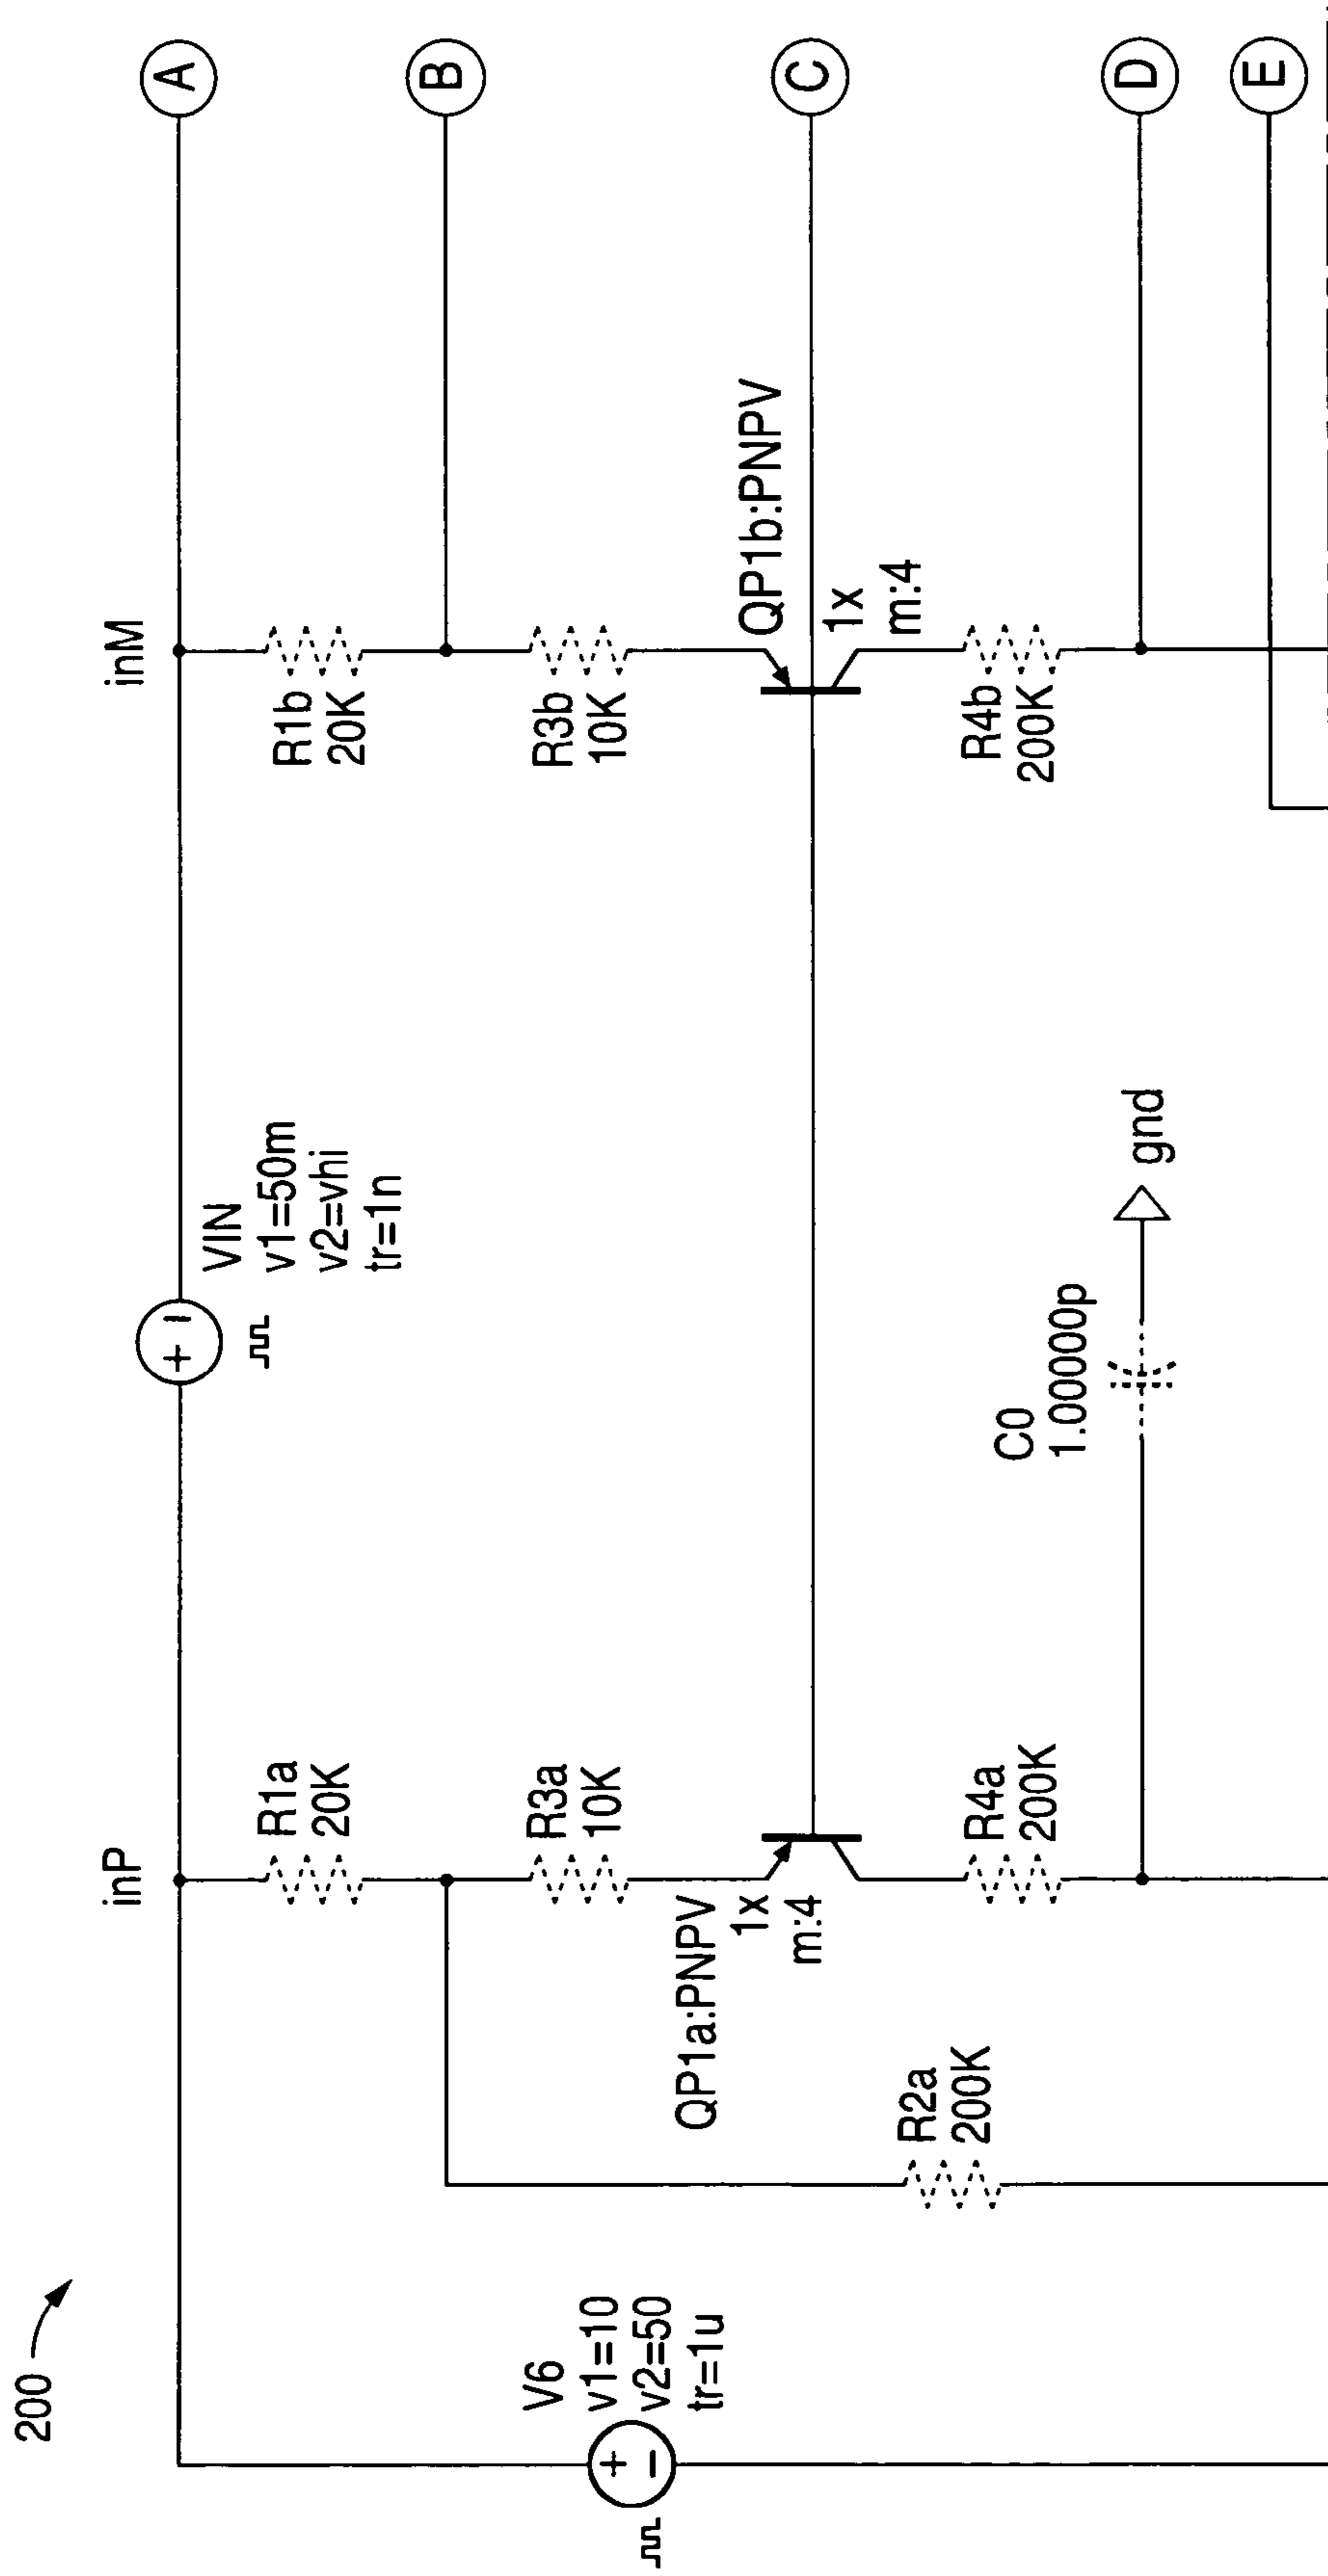 200
V6
v1=10
v2=50
tr=1u
inP
R1a
20K
R3a
10K
QP1a:PNPV
1x
m:4
R2a
200K
R4a
200K
VIN
v1=50m
v2=vhi
tr=1n
+ −
+ −
C0
1.00000p
gnd
inM
R1b
20K
R3b
10K
QP1b:PNPV
1x
m:4
R4b
200K
A
B
C
D
E